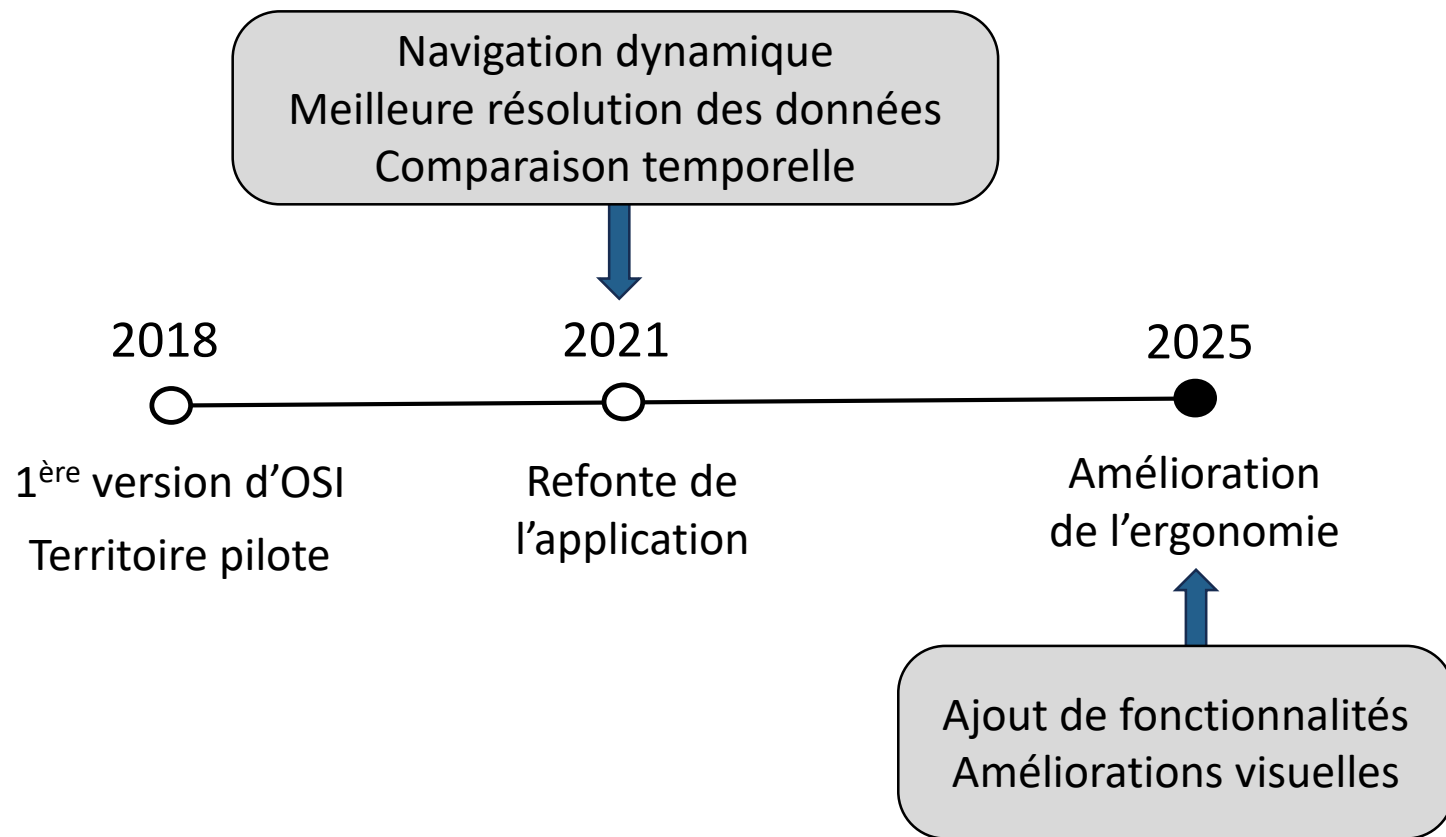 Navigation dynamique
Meilleure résolution des données
Comparaison temporelle
2018
2021
2025
1ère version d’OSI
Territoire pilote
Refonte de
l’application
Amélioration
de l’ergonomie
Ajout de fonctionnalités
Améliorations visuelles